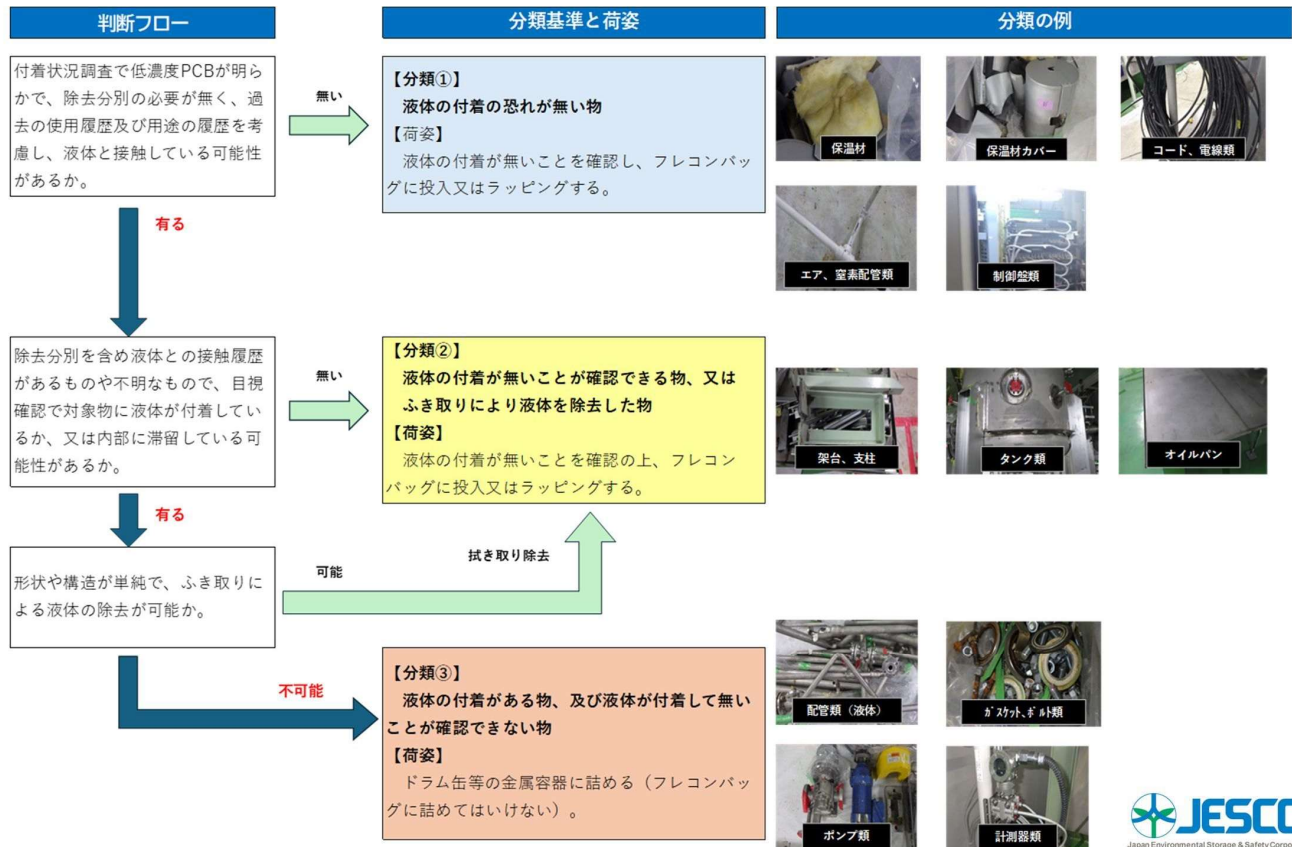 判断フロー
分類基準と荷姿
分類の例
付着状況調査で低濃度PCBが明ら
かで、除去分別の必要が無く、過
去の使用履歴及び用途の履歴を考
慮し、液体と接触している可能性
があるか。
無い
【分類①】
液体の付着の恐れが無い物
【荷姿】
液体の付着が無いことを確認し、フレコンバッ
グに投入又はラッピングする。
保温材
保温材カバー
コード、電線類
エア、窒素配管類
制御盤類
有る
除去分別を含め液体との接触履歴
があるものや不明なもので、目視
確認で対象物に液体が付着してい
るか、又は内部に滞留している可
能性があるか。
無い
【分類②】
液体の付着が無いことが確認できる物、又は
ふき取りにより液体を除去した物
【荷姿】
液体の付着が無いことを確認の上、フレコン
バッグに投入又はラッピングする。
架台、支柱
タンク類
オイルパン
有る
形状や構造が単純で、ふき取りに
よる液体の除去が可能か。
可能
拭き取り除去
不可能
【分類③】
液体の付着がある物、及び液体が付着して無い
ことが確認できない物
【荷姿】
ドラム缶等の金属容器に詰める（フレコンバッ
グに詰めてはいけない）。
配管類（液体）
ガスケット、ボルト類
ポンプ類
計測器類
JESCO
Japan Environmental Storage & Safety Corpor